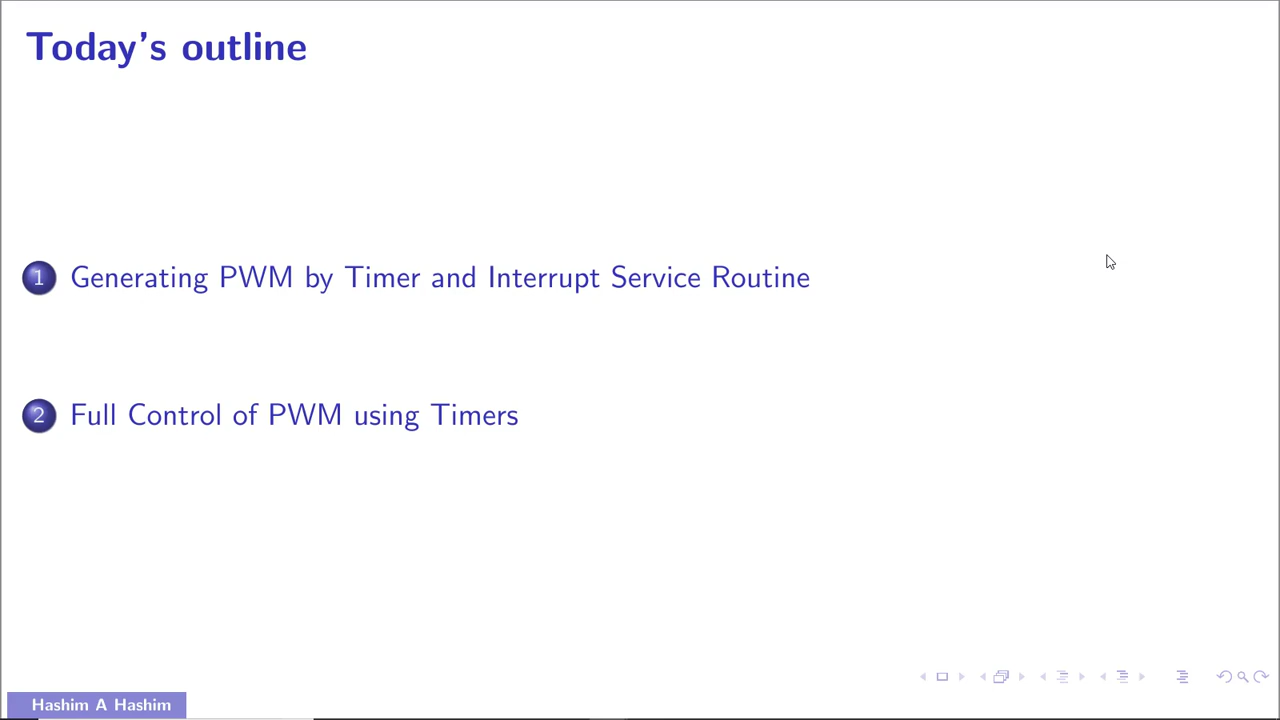 Today's outline
1 Generating PWM by Timer and Interrupt Service Routine
2 Full Control of PWM using Timers
Hashim A Hashim